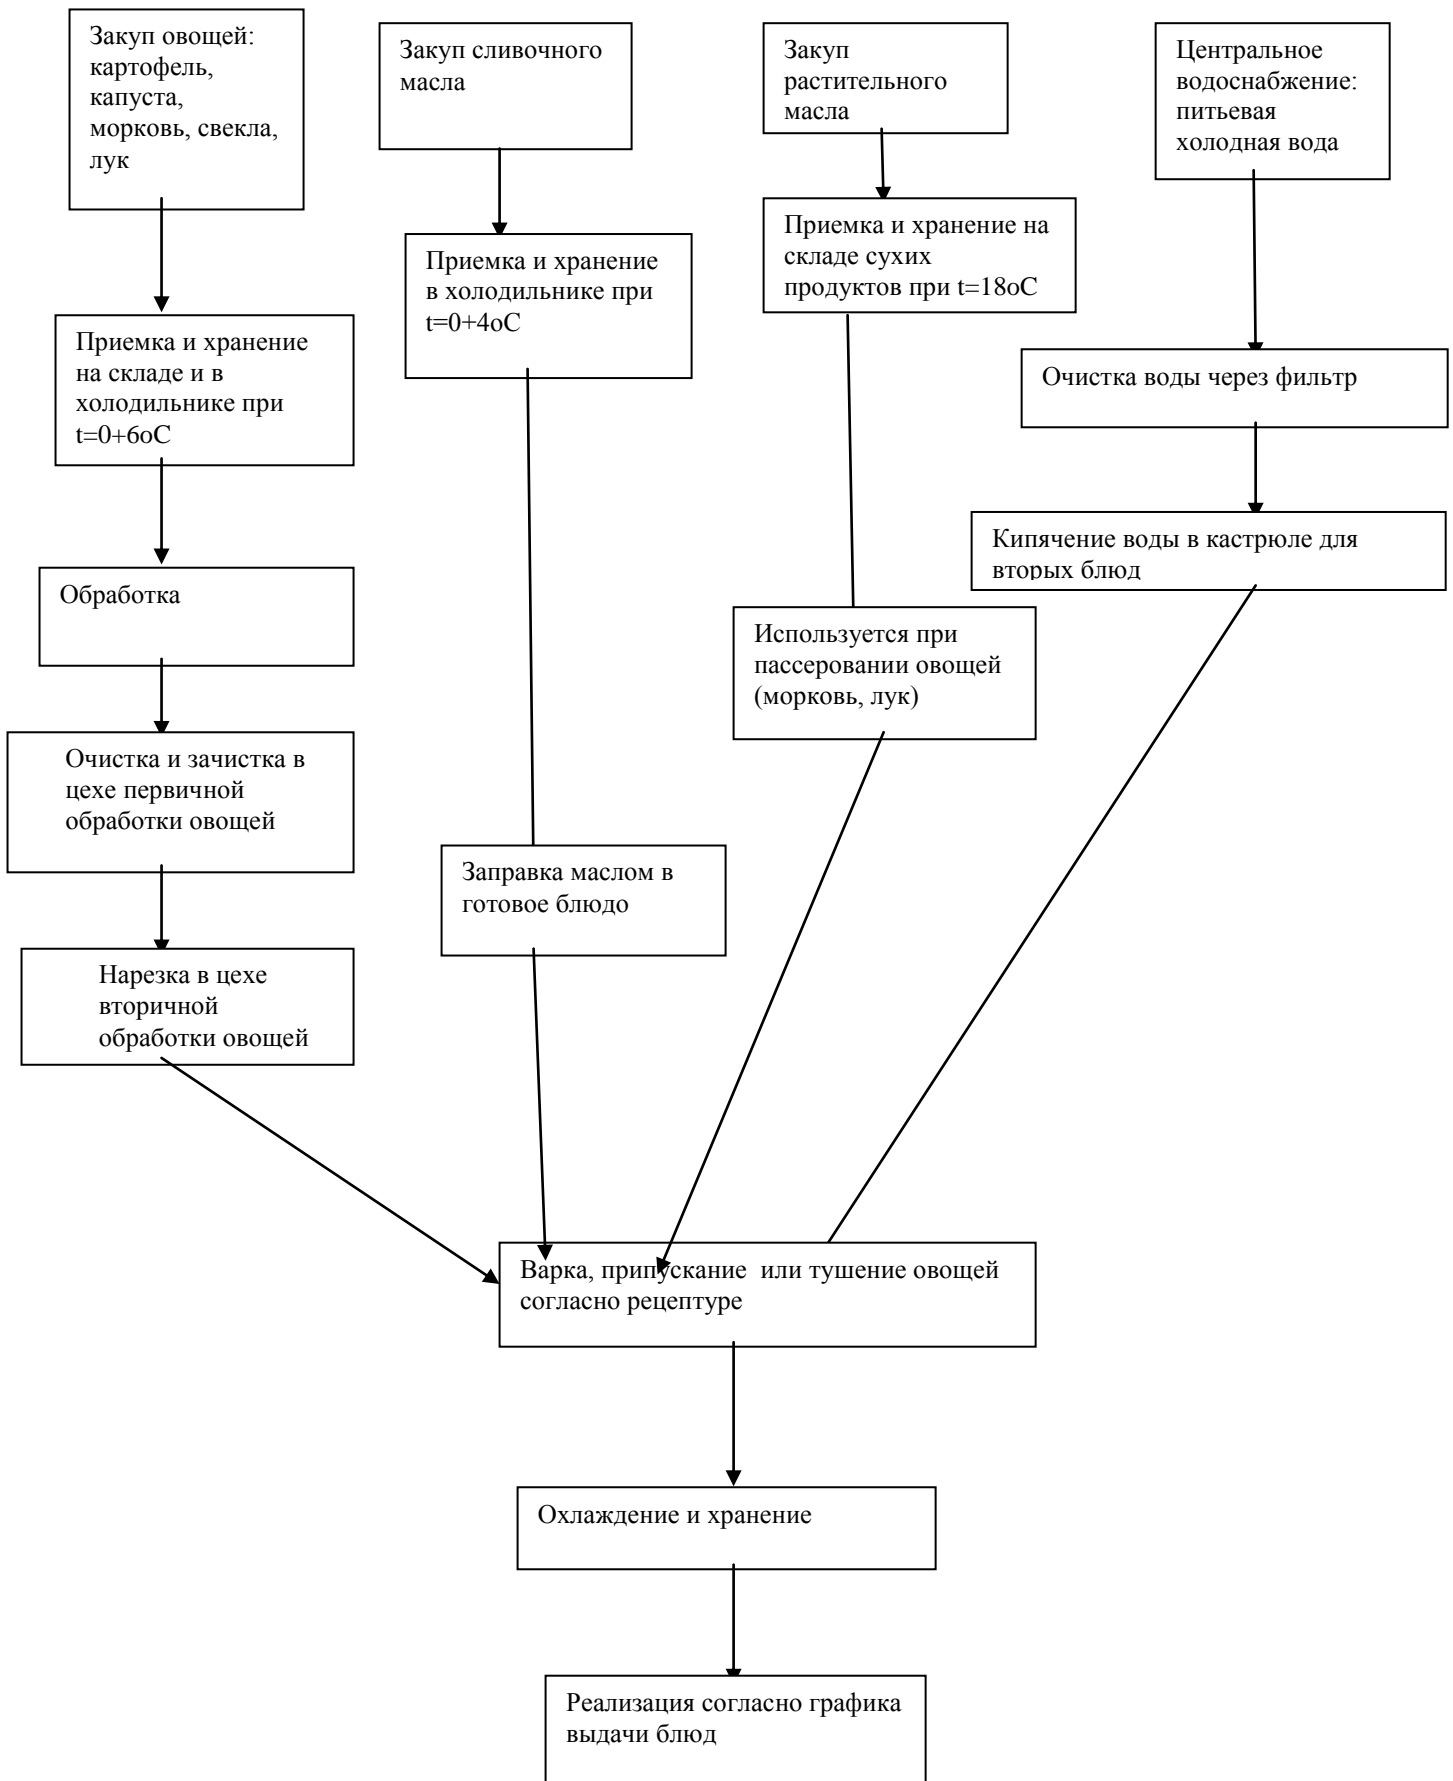 Закуп овощей:
картофель,
капуста,
морковь, свекла,
лук
Закуп сливочного
масла
Закуп
растительного
масла
Центральное
водоснабжение:
питьевая
холодная вода
Приемка и хранение
на складе и в
холодильнике при
t=0+6oC
Приемка и хранение
в холодильнике при
t=0+4oC
Приемка и хранение на
складе сухих
продуктов при t=18oC
Очистка воды через фильтр
Кипячение воды в кастрюле для
вторых блюд
Обработка
Используется при
пассеровании овощей
(морковь, лук)
Очистка и зачистка в
цехе первичной
обработки овощей
Заправка маслом в
готовое блюдо
Нарезка в цехе
вторичной
обработки овощей
Варка, припускание  или тушение овощей
согласно рецептуре
Охлаждение и хранение
Реализация согласно графика
выдачи блюд